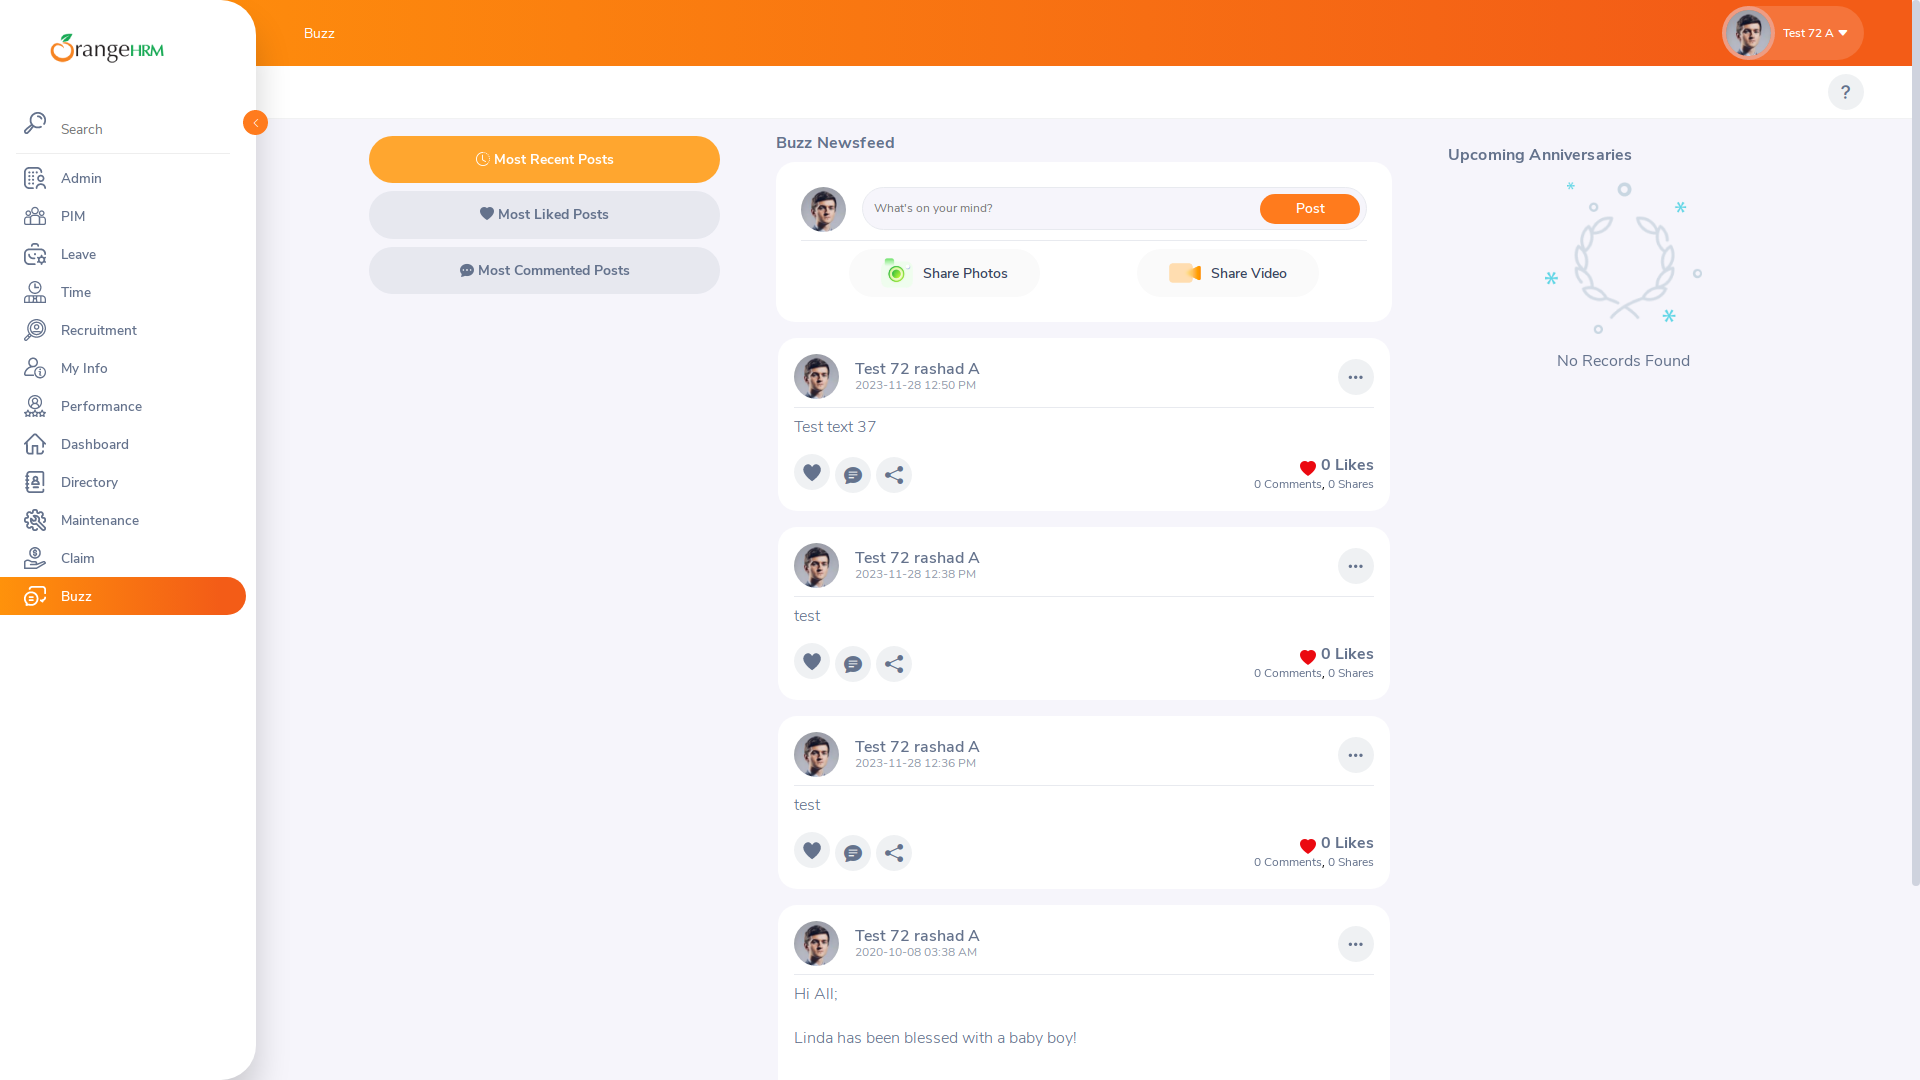 OrangeHRM
Buzz
Test 72 A
?
Search
Admin
PIM
Leave
Time
Recruitment
My Info
Performance
Dashboard
Directory
Maintenance
Claim
Buzz
Most Recent Posts
Most Liked Posts
Most Commented Posts
Buzz Newsfeed
What's on your mind?
Post
Share Photos
Share Video
Test 72 rashad A
2023-11-28 12:50 PM
Test text 37
0 Likes
0 Comments, 0 Shares
Test 72 rashad A
2023-11-28 12:38 PM
test
0 Likes
0 Comments, 0 Shares
Test 72 rashad A
2023-11-28 12:36 PM
test
0 Likes
0 Comments, 0 Shares
Test 72 rashad A
2020-10-08 03:38 AM
Hi All;
Linda has been blessed with a baby boy!
Upcoming Anniversaries
No Records Found